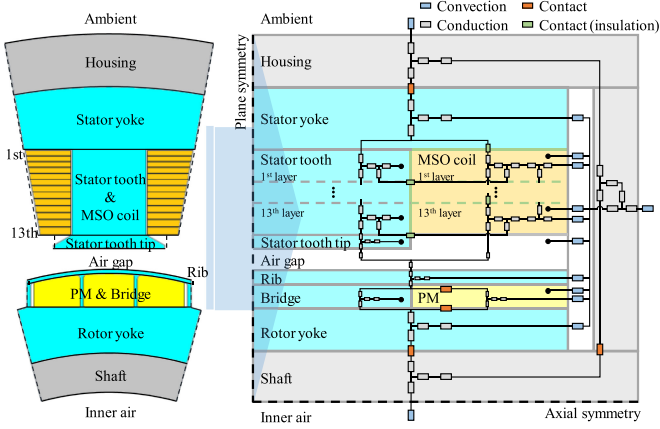 Ambient
Housing
Stator yoke
1st
Stator tooth
&
MSO coil
13th
Stator tooth tip
Air gap
Rib
PM & Bridge
Rotor yoke
Shaft
Inner air
Plane symmetry
Ambient
Convection
Contact
Conduction
Contact (insulation)
Housing
Stator yoke
Stator tooth
MSO coil
1st layer
1st layer
13th layer
13th layer
Stator tooth tip
Air gap
Rib
Bridge
PM
Rotor yoke
Shaft
Inner air
Axial symmetry